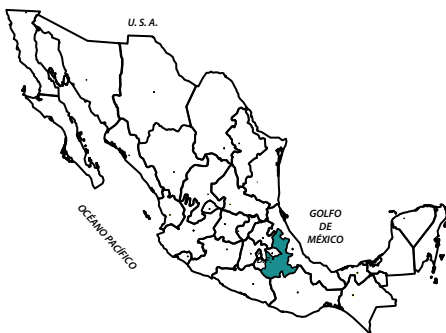 U. S. A.
GOLFO
DE
MÉXICO
OCÉANO PACÍFICO